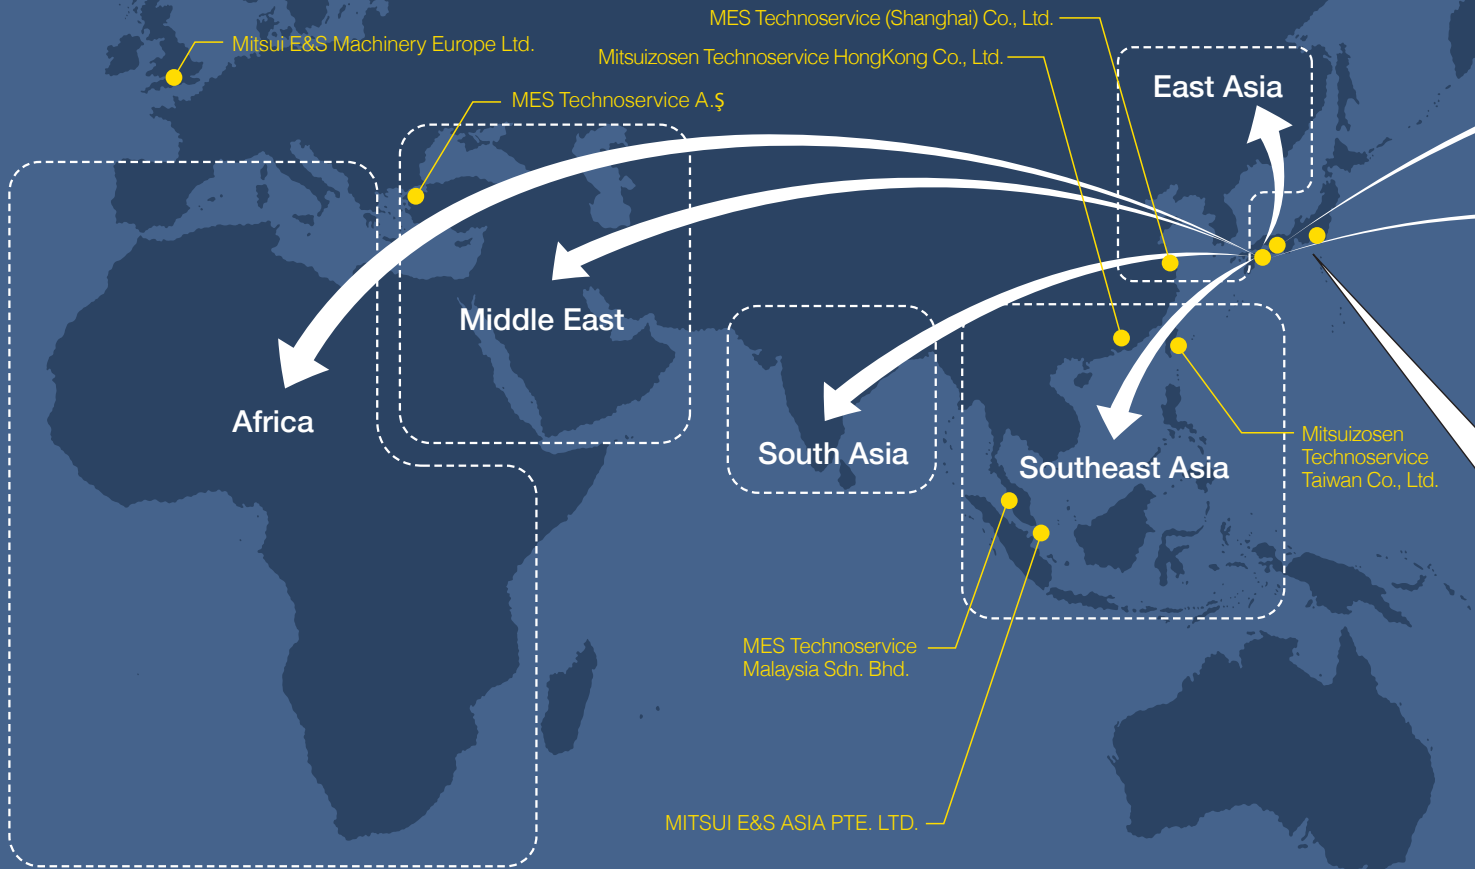 MES Technoservice (Shanghai) Co., Ltd.
Mitsui E&S Machinery Europe Ltd.
Mitsuizosen Technoservice HongKong Co., Ltd.
East Asia
MES Technoservice A.Ş
Middle East
Africa
South Asia
Southeast Asia
Mitsuizosen
Technoservice
Taiwan Co., Ltd.
MES Technoservice
Malaysia Sdn. Bhd.
MITSUI E&S ASIA PTE. LTD.